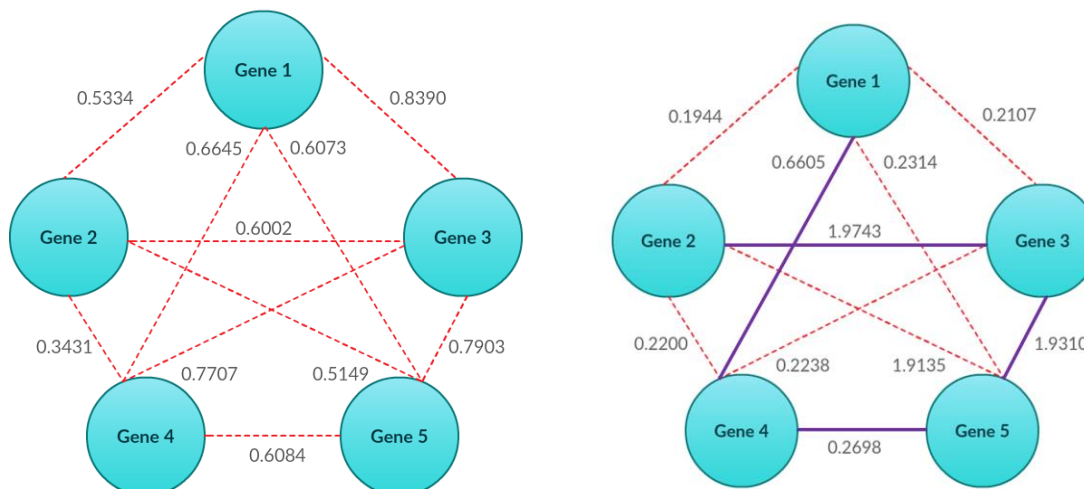 Gene 1
0.5334
0.8390
0.6645
0.6073
Gene 2
0.6002
Gene 3
0.3431
0.7707
0.5149
0.7903
Gene 4
0.6084
Gene 5
Gene 1
0.1944
0.2107
0.6605
0.2314
Gene 2
1.9743
Gene 3
0.2200
0.2238
1.9135
1.9310
Gene 4
0.2698
Gene 5